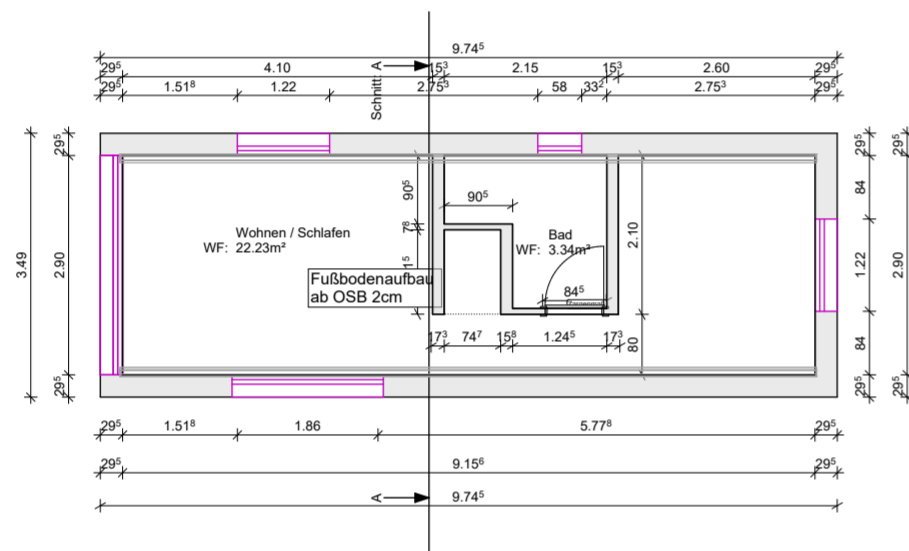 9.74⁵
29⁵ 4.10 15³ 2.15 15³ 2.60 29⁵
29⁵ 1.51⁸ 1.22 2.75³ 58 33² 2.75³ 29⁵
Schnitt: A
3.49
29⁵ 2.90 29⁵
90⁵
7⁸
15
90⁵
Wohnen / Schlafen
WF: 22.23m²
Bad
WF: 3.34m²
Fußbodenaufbau
ab OSB 2cm
84⁵
2.10
80
17³ 74⁷ 15⁸ 1.24⁵ 17³
29⁵ 84 1.22 84 29⁵
29⁵ 2.90 29⁵
29⁵ 1.51⁸ 1.86 5.77⁸ 29⁵
29⁵ 9.15⁶ 29⁵
A
9.74⁵